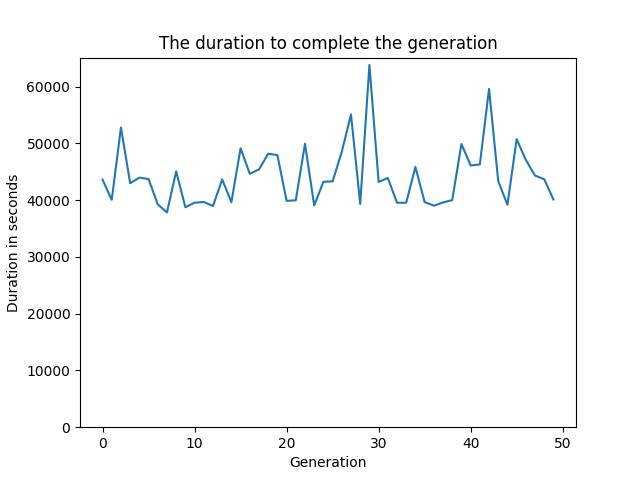 The duration to complete the generation
60000
50000
40000
30000
20000
10000
0
Duration in seconds
0 10 20 30 40 50
Generation